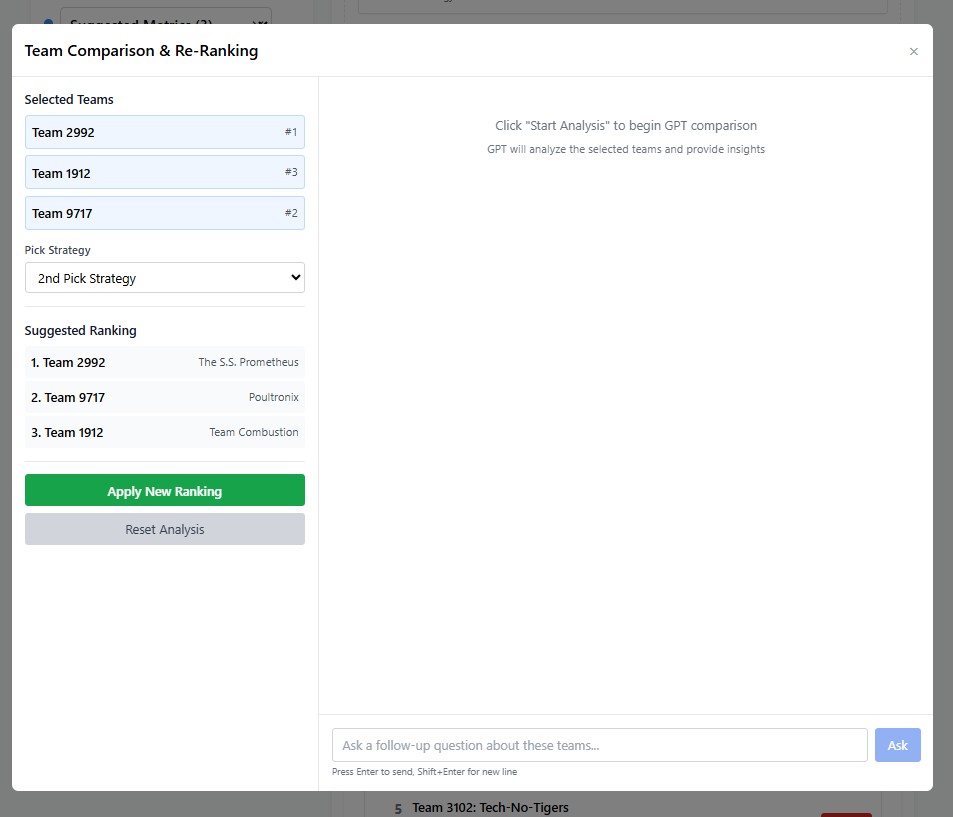 Suggested Metrics (3)
Team Comparison & Re-Ranking
×
Selected Teams
Team 2992 #1
Team 1912 #3
Team 9717 #2
Pick Strategy
2nd Pick Strategy
Suggested Ranking
1. Team 2992 The S.S. Prometheus
2. Team 9717 Poultronix
3. Team 1912 Team Combustion
Apply New Ranking
Reset Analysis
Click "Start Analysis" to begin GPT comparison
GPT will analyze the selected teams and provide insights
Ask a follow-up question about these teams...
Ask
Press Enter to send, Shift+Enter for new line
5 Team 3102: Tech-No-Tigers